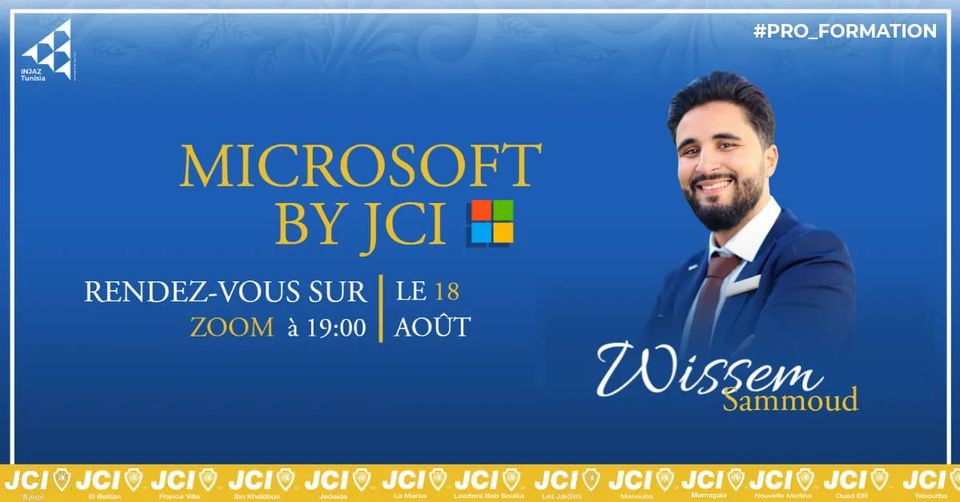 INJAZ
Tunisia
#PRO_FORMATION
MICROSOFT
BY JCI
RENDEZ-VOUS SUR
ZOOM à 19:00
LE 18
AOÛT
Wissem
Sammoud
JCI JCI JCI JCI JCI JCI JCI JCI JCI JCI JCI JCI JCI
El Battan France Ville Ibn Khaldoun Jedaida La Marsa Leaders Bab Souika Les Jardins Manouba Mornaguia Nouvelle Medina Oued Ellil Tebourba